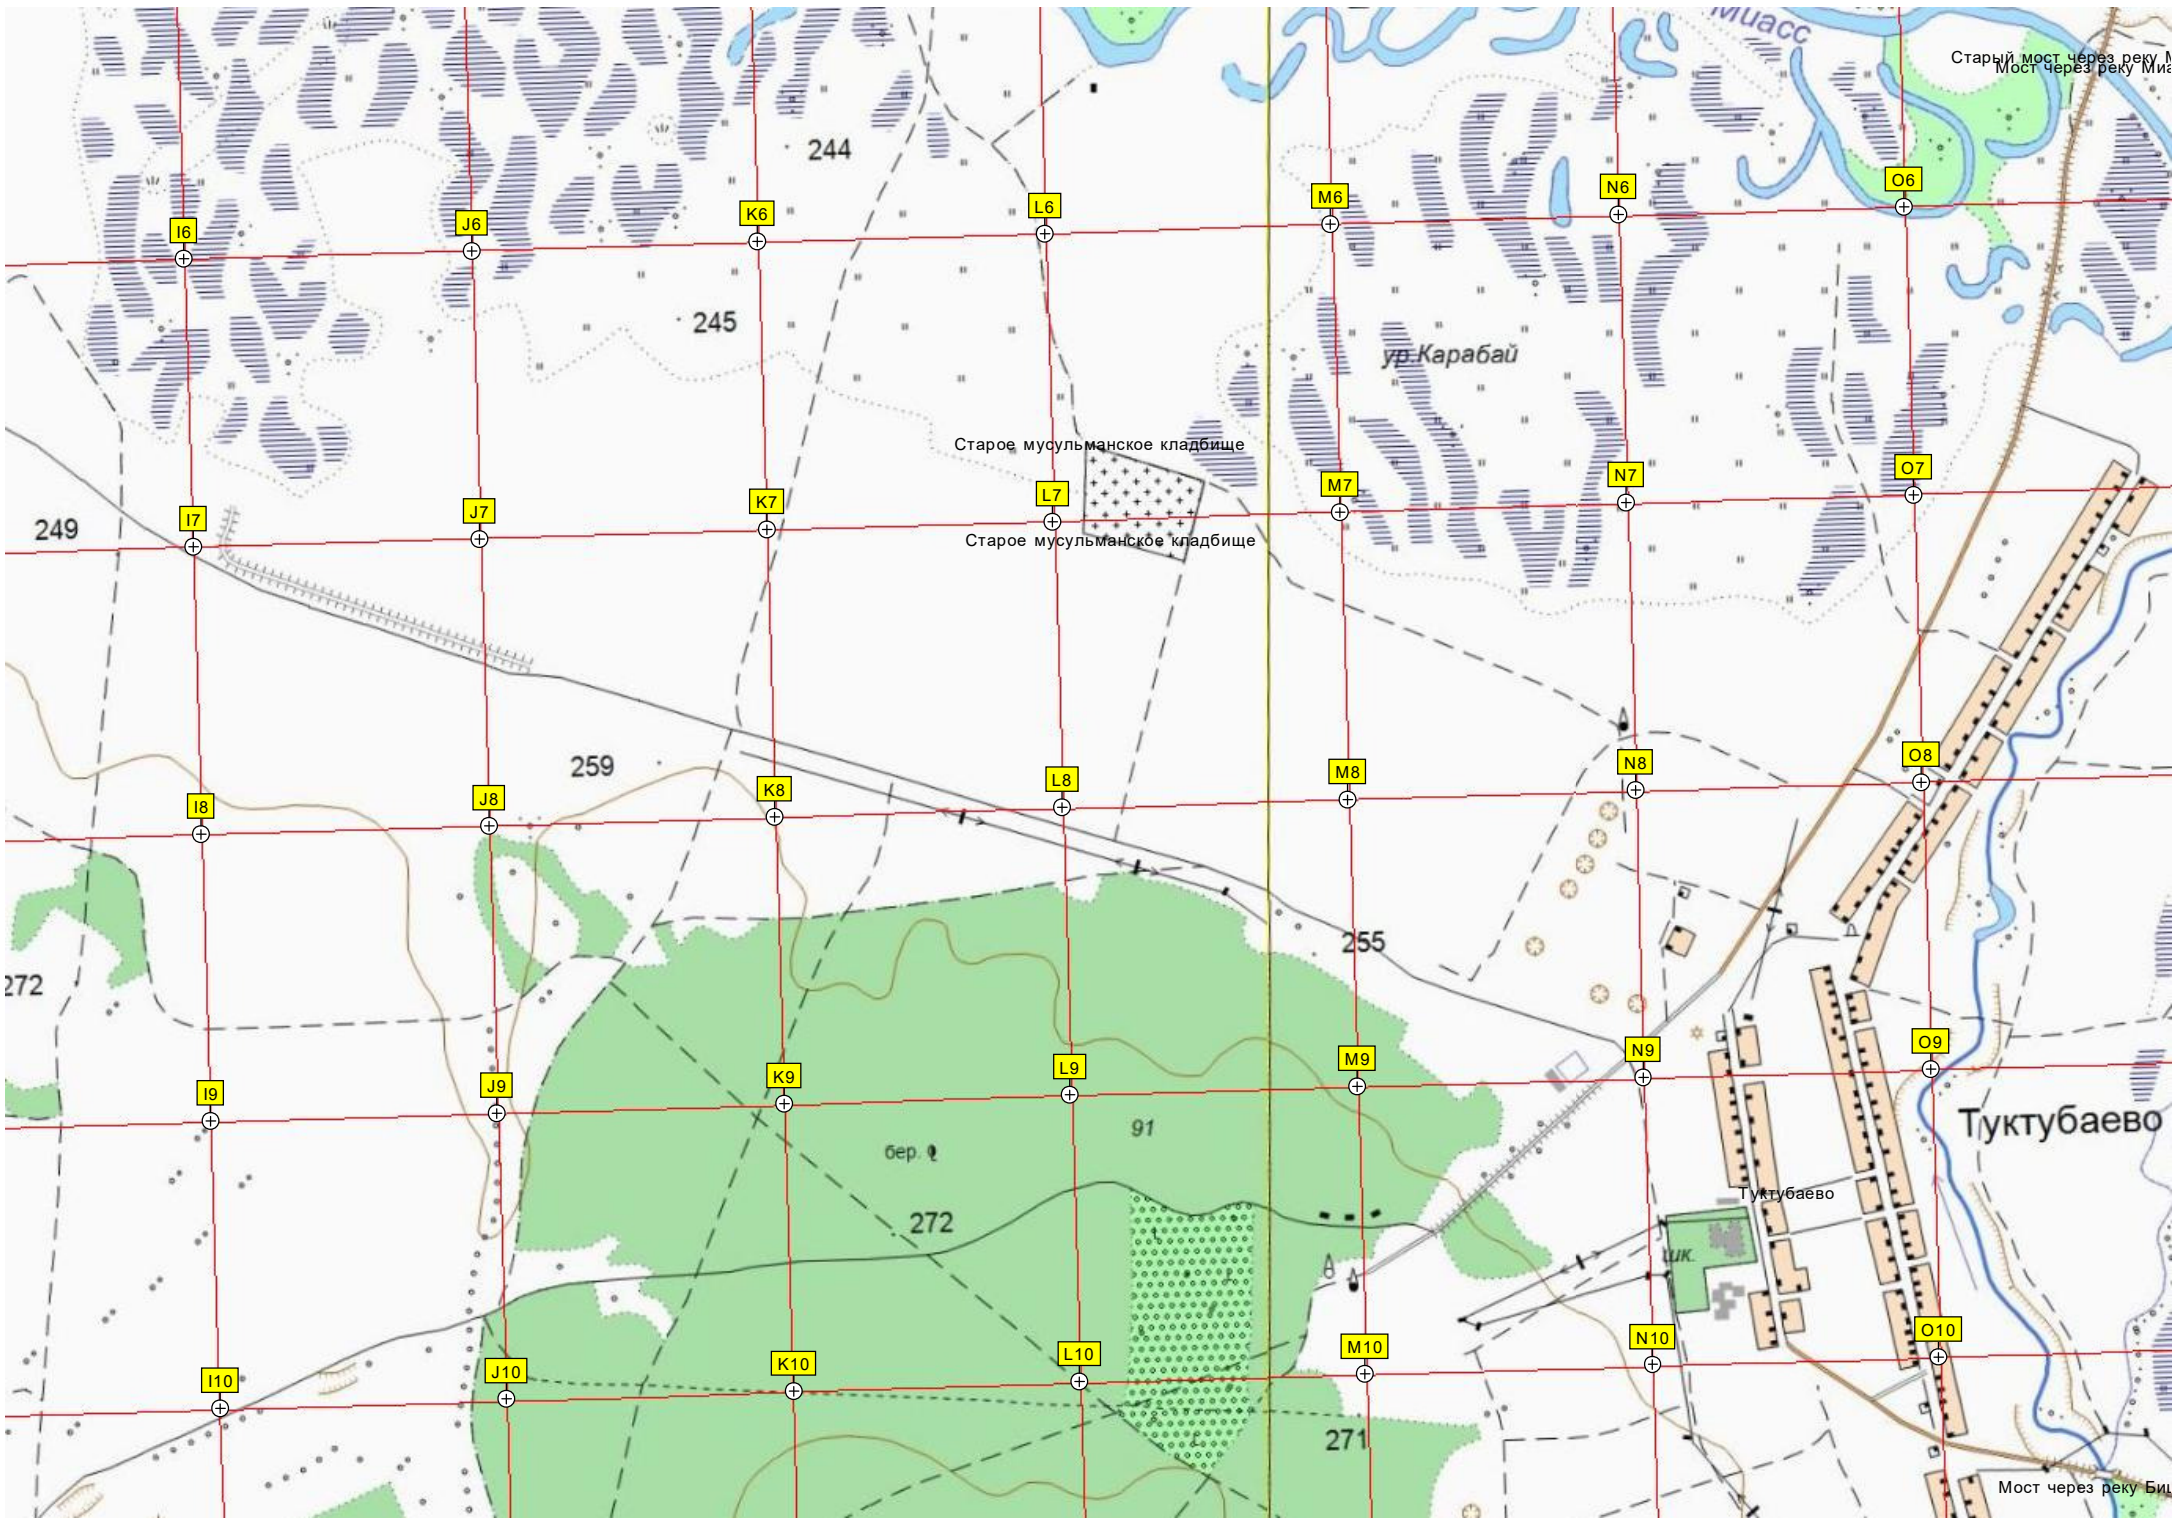 Миасс
Старый мост через реку М
Мост через реку Миа
244
I6
J6
K6
L6
M6
N6
O6
245
ур.Карабай
Старое мусульманское кладбище
249
I7
J7
K7
L7
M7
N7
O7
Старое мусульманское кладбище
259
I8
J8
K8
L8
M8
N8
O8
255
272
I9
J9
K9
L9
M9
N9
O9
91
Туктубаево
бер.
Туктубаево
272
шк.
I10
J10
K10
L10
M10
N10
O10
271
Мост через реку Би